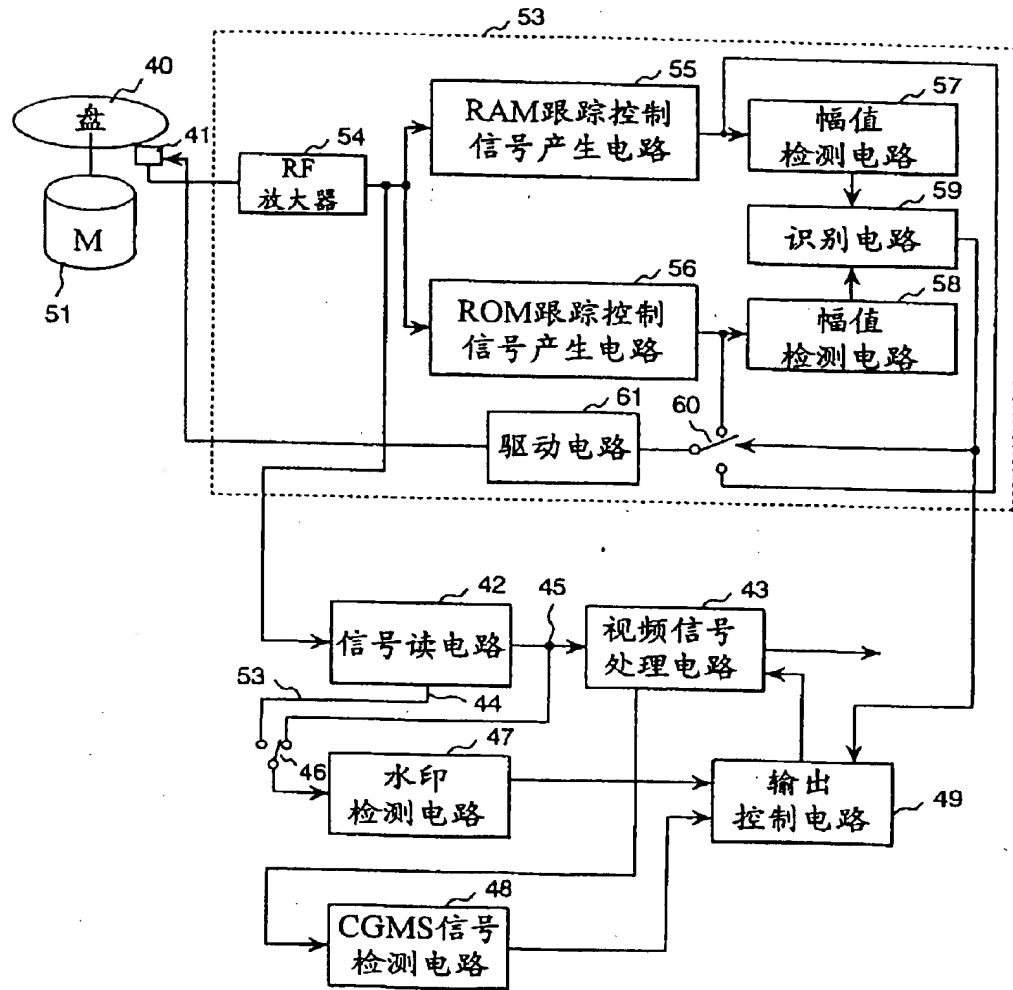 53
40
盘
41
M
51
54
RF
放大器
55
RAM跟踪控制
信号产生电路
56
ROM跟踪控制
信号产生电路
57
幅值
检测电路
59
识别电路
58
幅值
检测电路
61
驱动电路
60
42
信号读电路
45
43
视频信号
处理电路
53
44
46
47
水印
检测电路
输出
控制电路
49
48
CGMS信号
检测电路